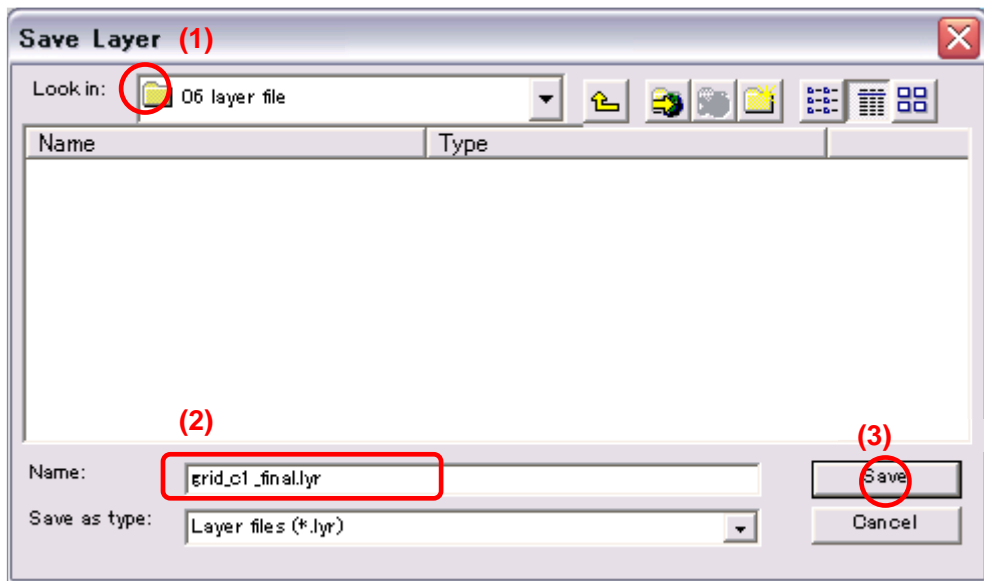 Save Layer (1)
Look in: 06 layer file
Name Type
(2)
(3)
Name: grid_c1_final.lyr Save
Save as type: Layer files (*.lyr) Cancel